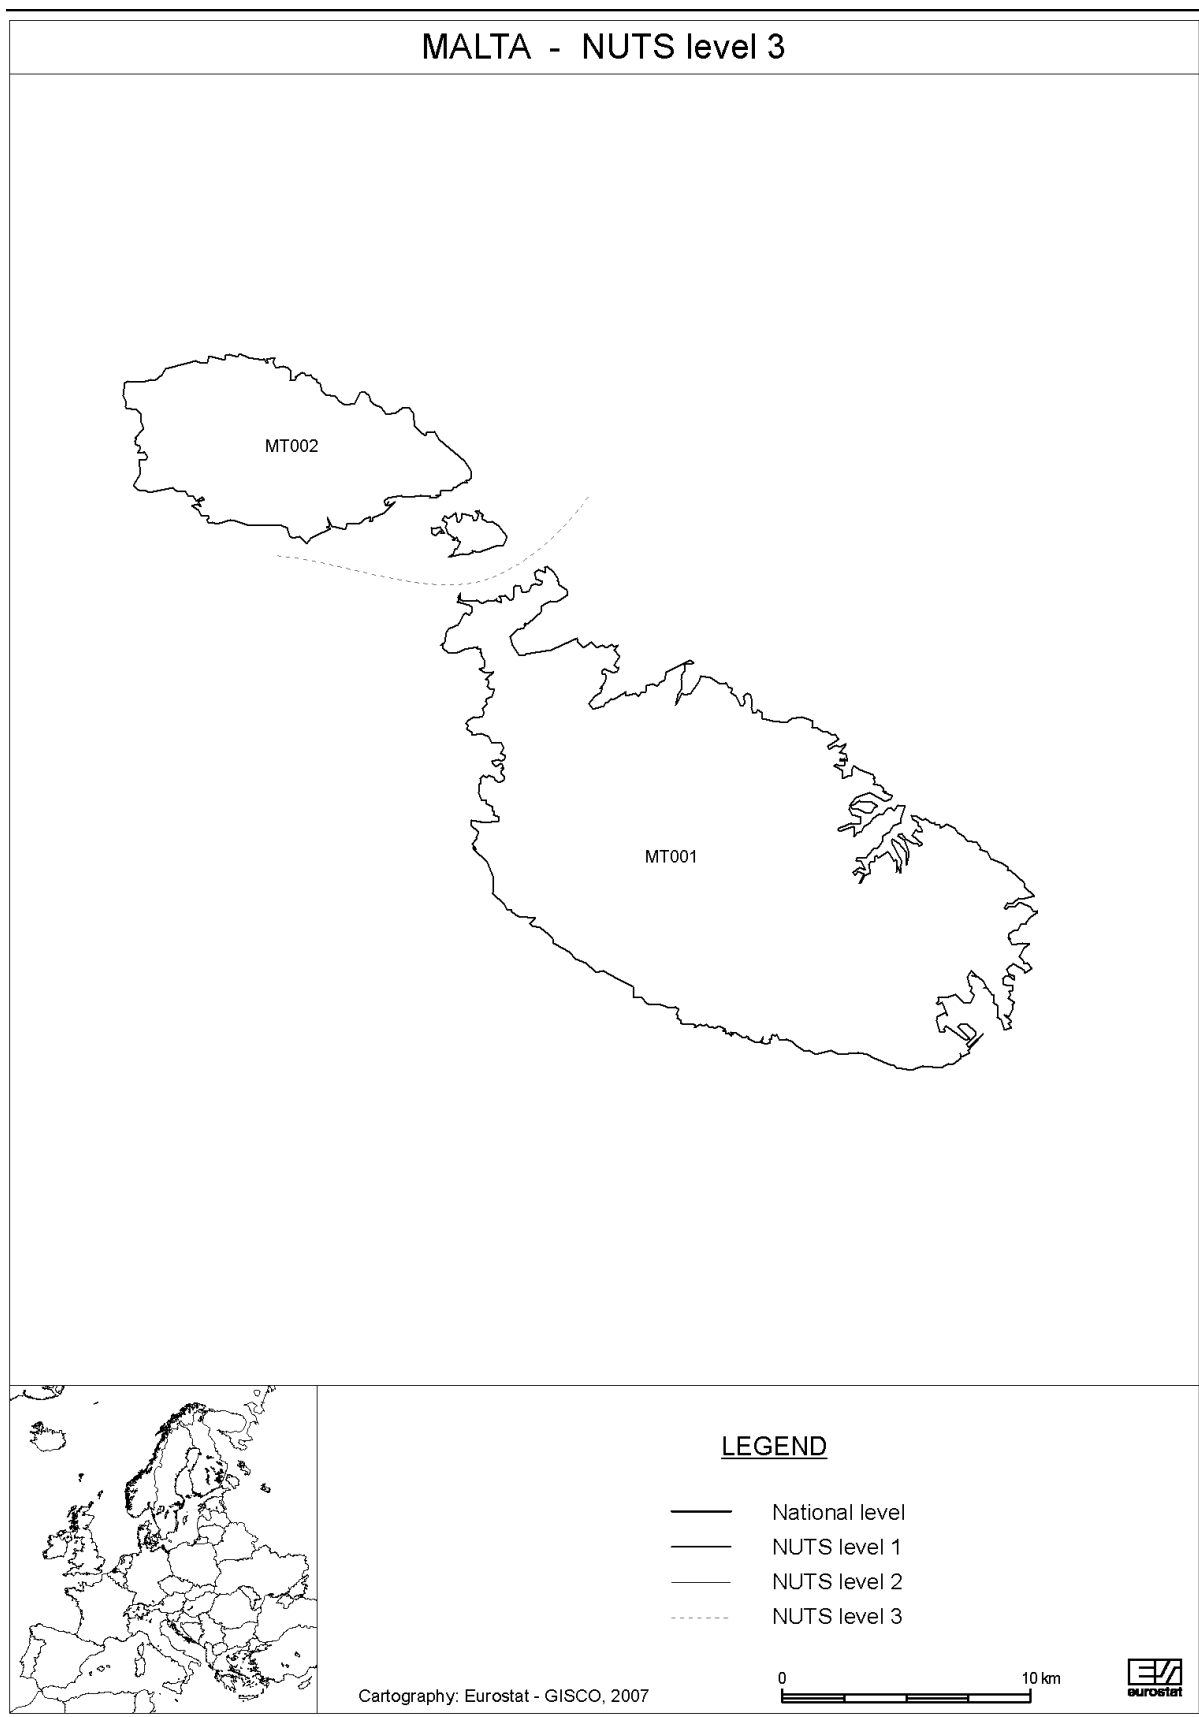 MALTA - NUTS level 3
MT002
MT001
LEGEND
National level
NUTS level 1
NUTS level 2
NUTS level 3
0 10 km
Cartography: Eurostat - GISCO, 2007
eurostat